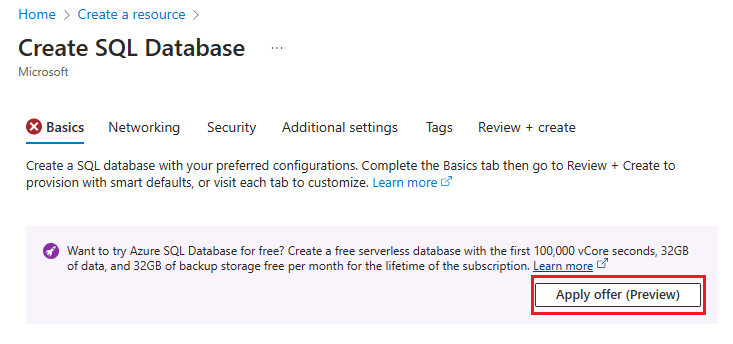 Home > Create a resource >
Create SQL Database ...
Microsoft
Basics Networking Security Additional settings Tags Review + create
Create a SQL database with your preferred configurations. Complete the Basics tab then go to Review + Create to
provision with smart defaults, or visit each tab to customize. Learn more
Want to try Azure SQL Database for free? Create a free serverless database with the first 100,000 vCore seconds, 32GB
of data, and 32GB of backup storage free per month for the lifetime of the subscription. Learn more
Apply offer (Preview)